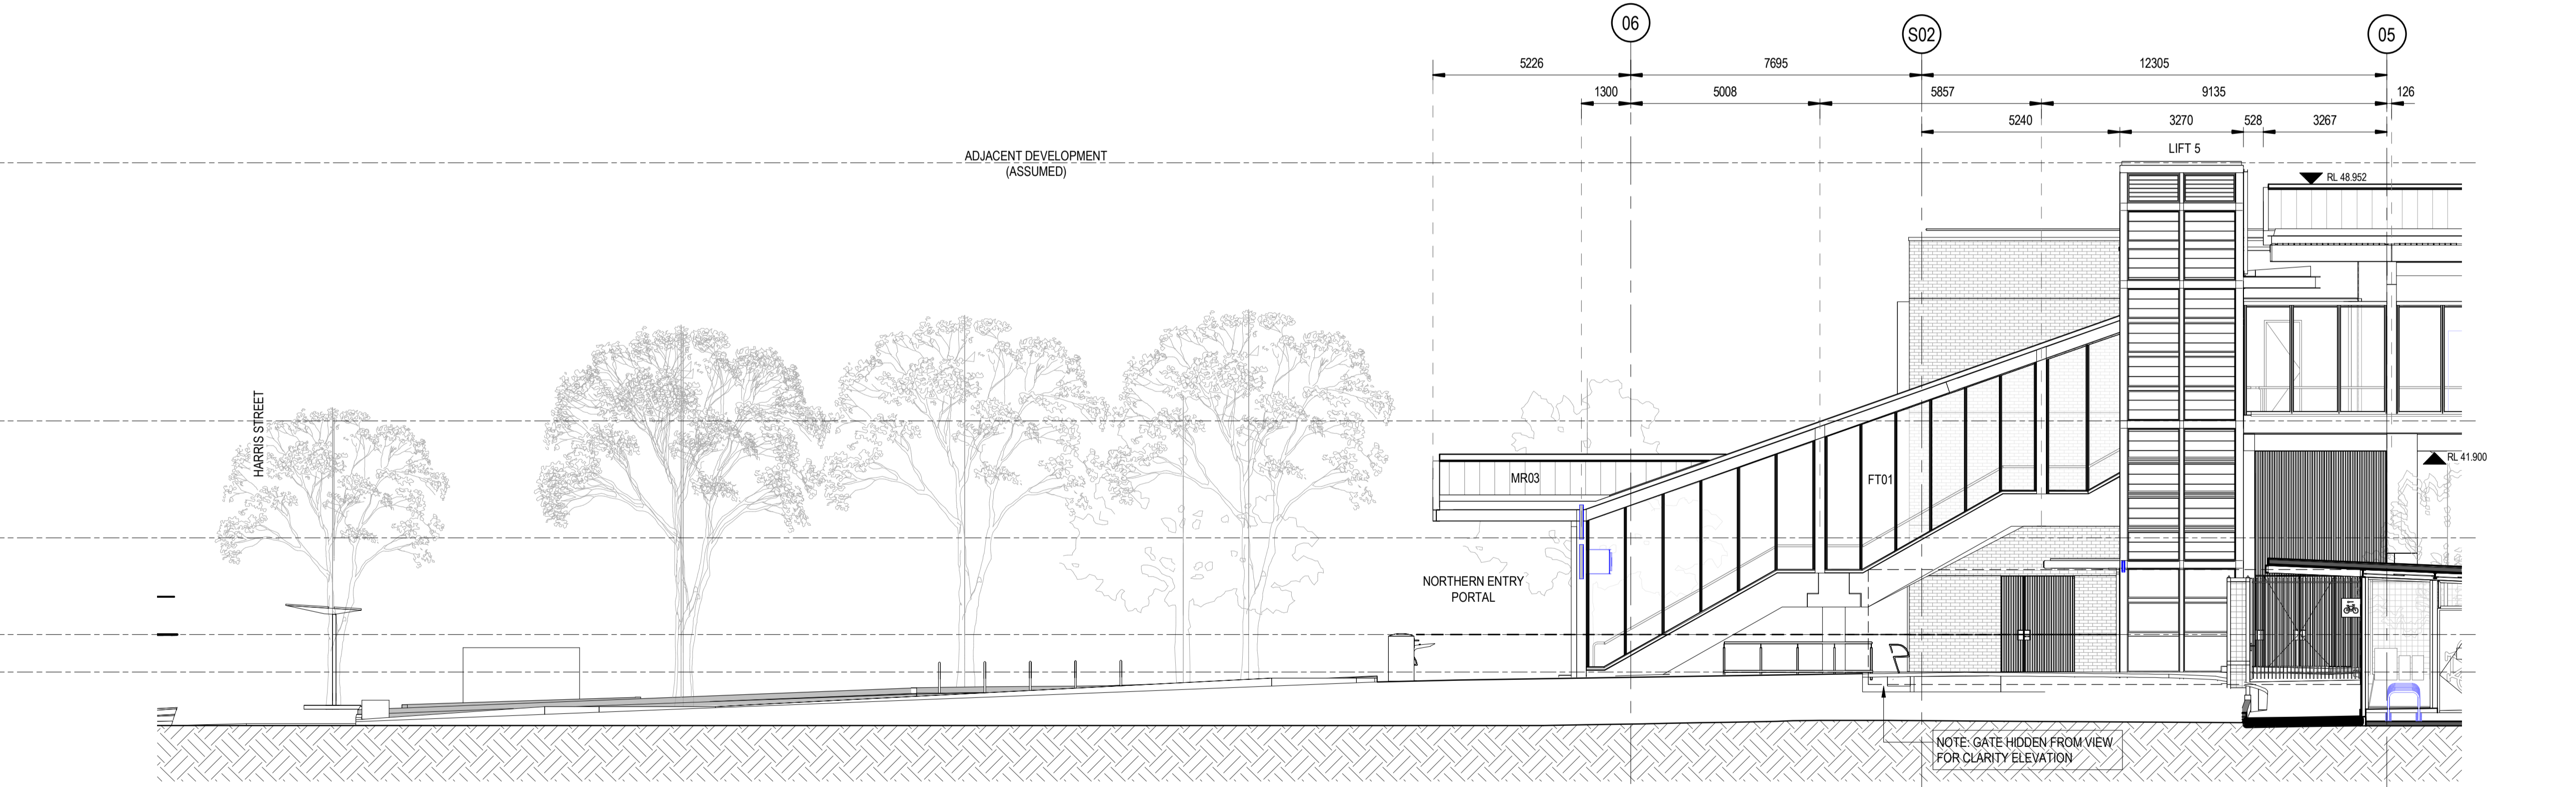 06
S02
05
5226
7695
12305
1300
5008
5857
9135
126
5240
3270
528
3267
LIFT 5
ADJACENT DEVELOPMENT
(ASSUMED)
RL 48.952
HARRIS STREET
RL 41.900
MR03
FT01
NORTHERN ENTRY
PORTAL
NOTE: GATE HIDDEN FROM VIEW
FOR CLARITY ELEVATION